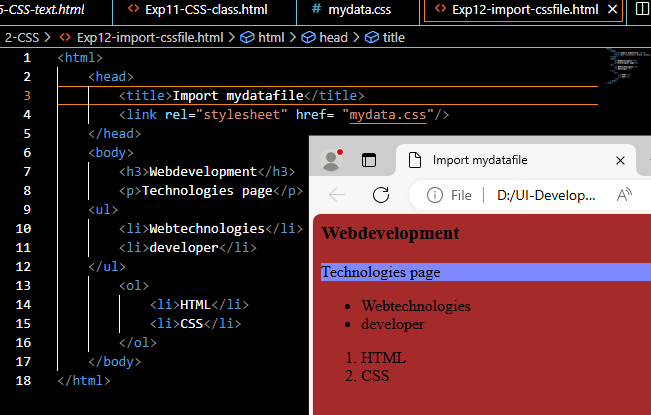 5-CSS-text.html Exp11-CSS-class.html # mydata.css Exp12-import-cssfile.html
2-CSS > Exp12-import-cssfile.html > html > head > title
1 <html>
2 <head>
3 <title>Import mydatafile</title>
4 <link rel="stylesheet" href= "mydata.css"/>
5 </head>
6 <body>
7 <h3>Webdevelopment</h3>
8 <p>Technologies page</p>
9 <ul>
10 <li>Webtechnologies</li>
11 <li>developer</li>
12 </ul>
13 <ol>
14 <li>HTML</li>
15 <li>CSS</li>
16 </ol>
17 </body>
18 </html>
Import mydatafile
File | D:/UI-Develop...
Webdevelopment
Technologies page
• Webtechnologies
• developer
1. HTML
2. CSS